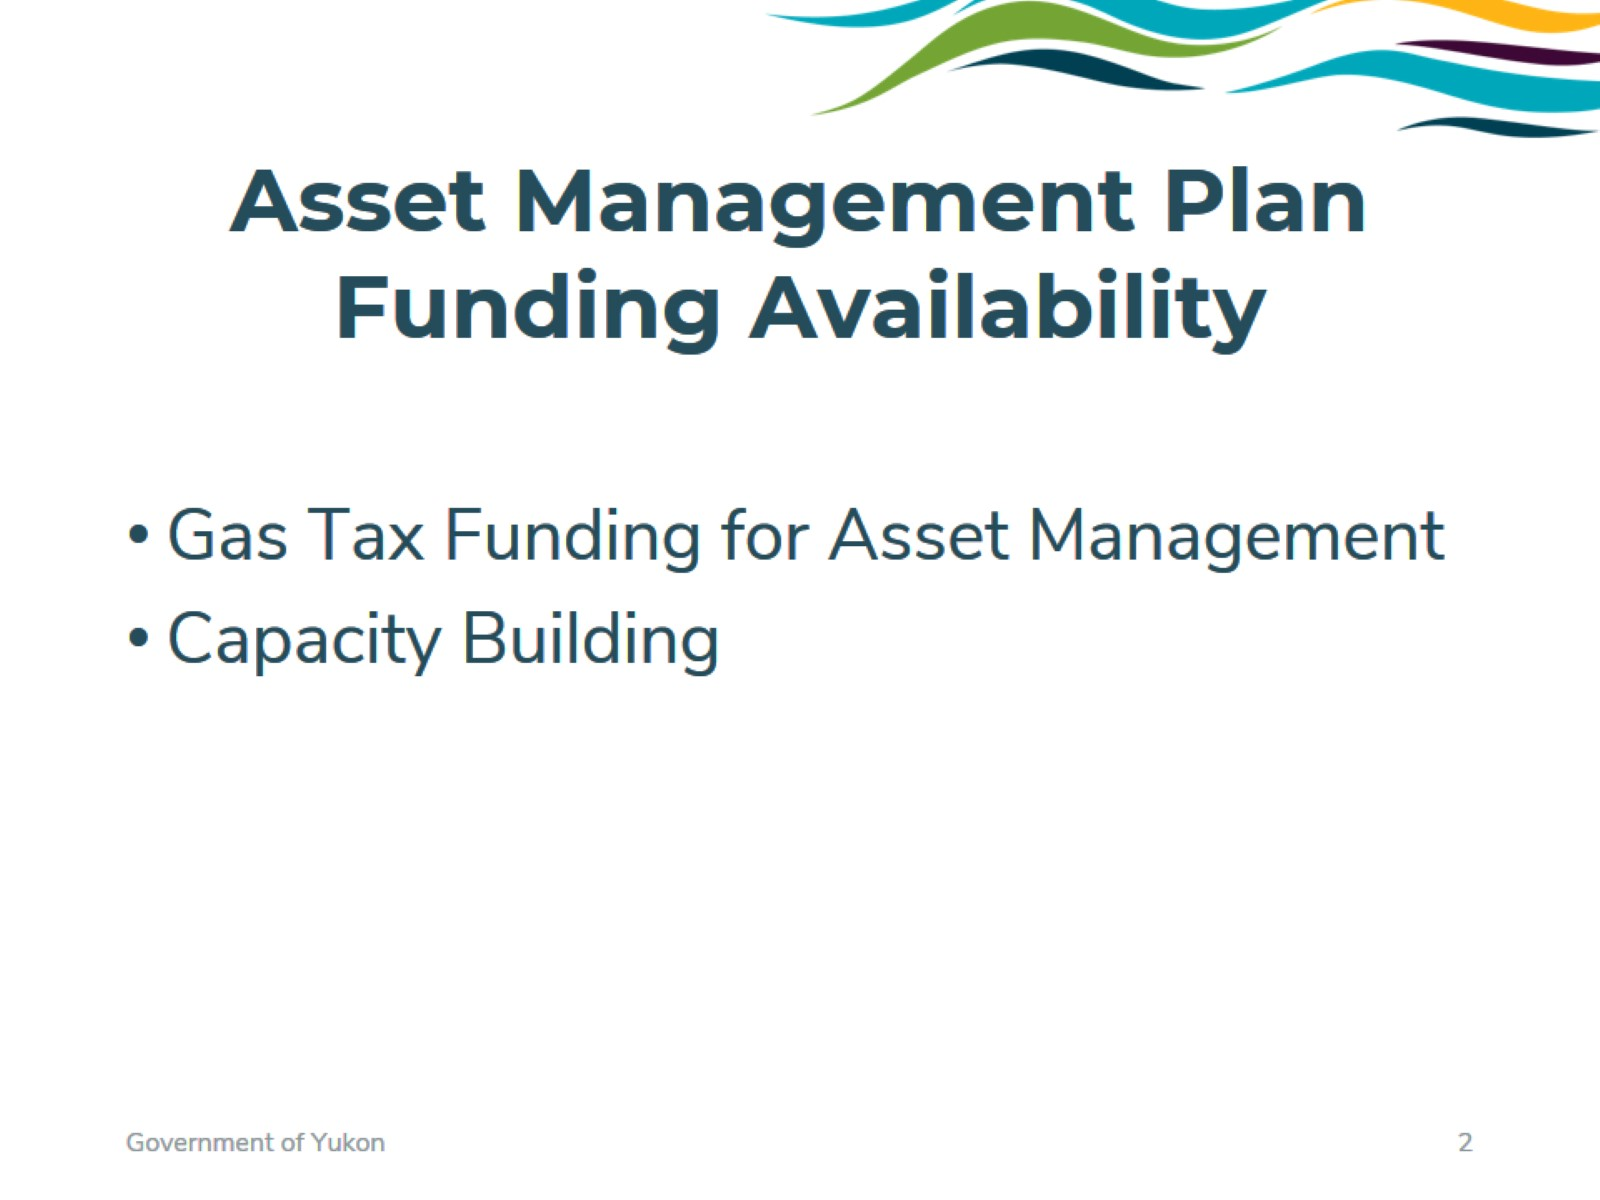 Asset Management Plan
Funding Availability
• Gas Tax Funding for Asset Management
• Capacity Building
Government of Yukon
2